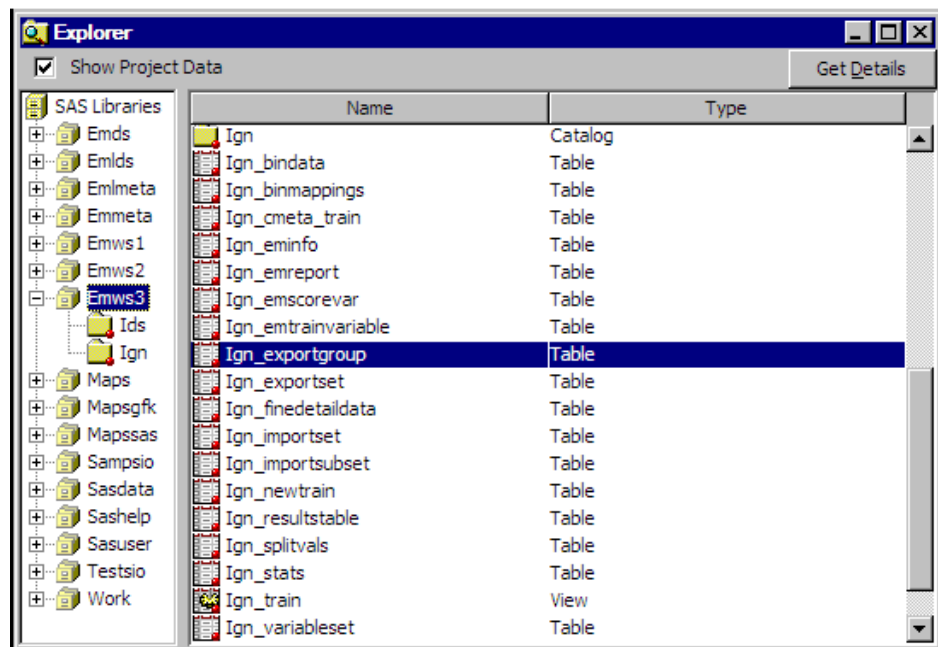 Explorer
Show Project Data
Get Details
SAS Libraries
Emds
Emlds
Emlmeta
Emmeta
Emws1
Emws2
Emws3
Ids
Ign
Maps
Mapsgfk
Mapssas
Sampsio
Sasdata
Sashelp
Sasuser
Testsio
Work
Name Type
Ign Catalog
Ign_bindata Table
Ign_binmappings Table
Ign_cmeta_train Table
Ign_eminfo Table
Ign_emreport Table
Ign_emscorevar Table
Ign_emtrainvariable Table
Ign_exportgroup Table
Ign_exportset Table
Ign_finedetaildata Table
Ign_importset Table
Ign_importsubset Table
Ign_newtrain Table
Ign_resultstable Table
Ign_splitvals Table
Ign_stats Table
Ign_train View
Ign_variableset Table